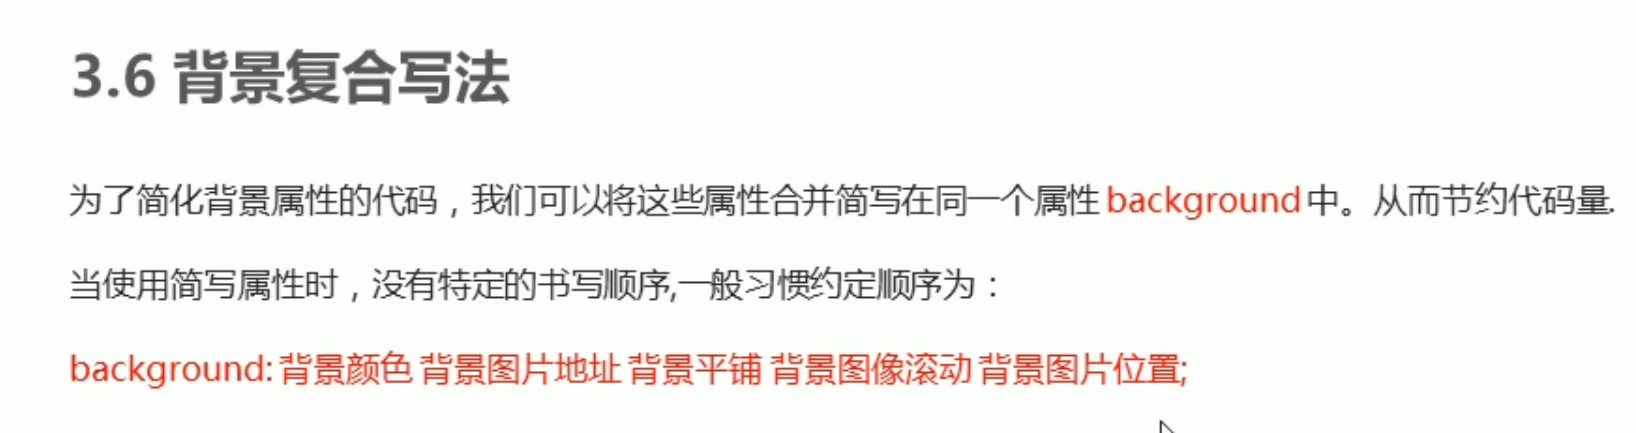 3.6 背景复合写法
为了简化背景属性的代码，我们可以将这些属性合并简写在同一个属性 background 中。从而节约代码量.
当使用简写属性时，没有特定的书写顺序,一般习惯约定顺序为：
background: 背景颜色 背景图片地址 背景平铺 背景图像滚动 背景图片位置;